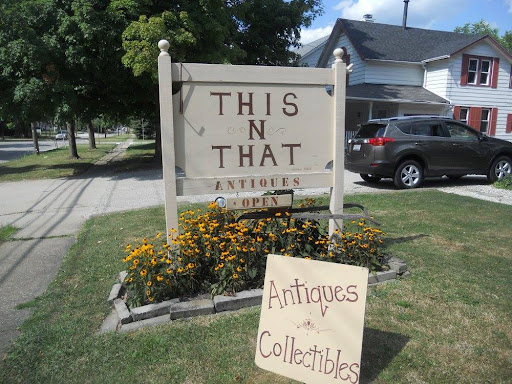 THIS
N
THAT
ANTIQUES
OPEN
Antiques
Collectibles